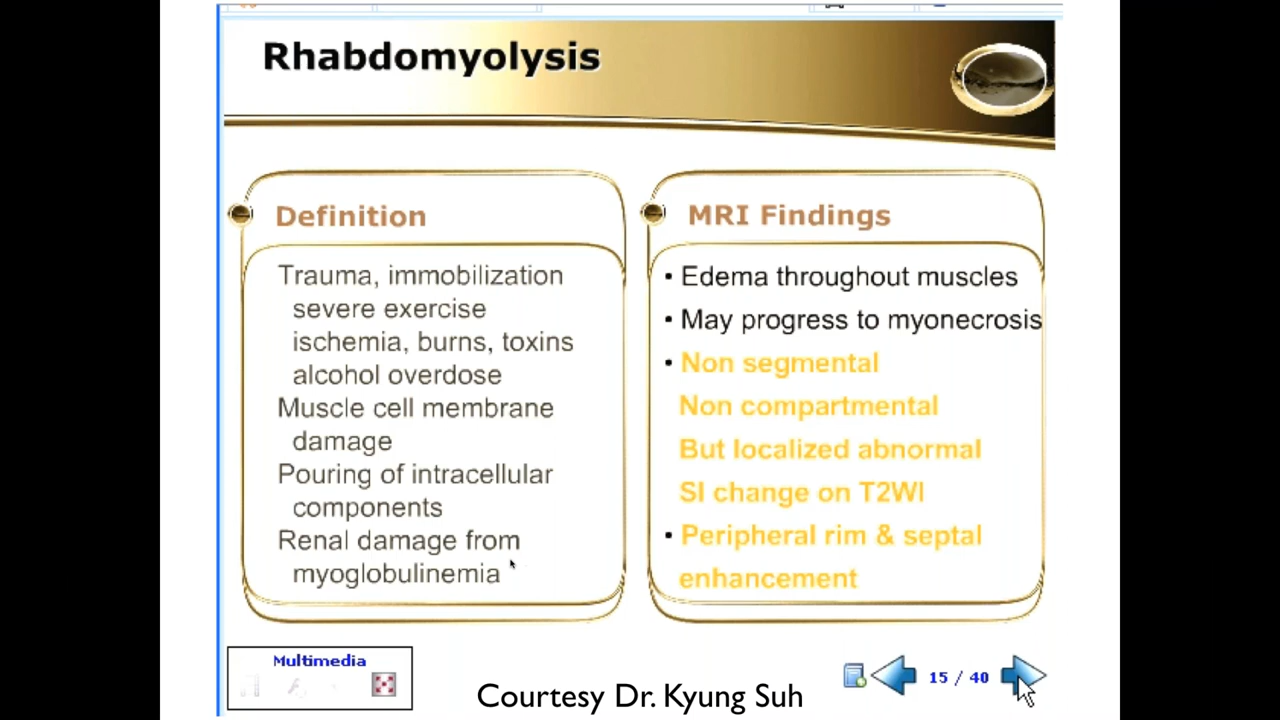 Rhabdomyolysis
Definition
Trauma, immobilization
severe exercise
ischemia, burns, toxins
alcohol overdose
Muscle cell membrane
damage
Pouring of intracellular
components
Renal damage from
myoglobulinemia
MRI Findings
• Edema throughout muscles
• May progress to myonecrosis
• Non segmental
Non compartmental
But localized abnormal
SI change on T2WI
• Peripheral rim & septal
enhancement
Multimedia
15 / 40
Courtesy Dr. Kyung Suh